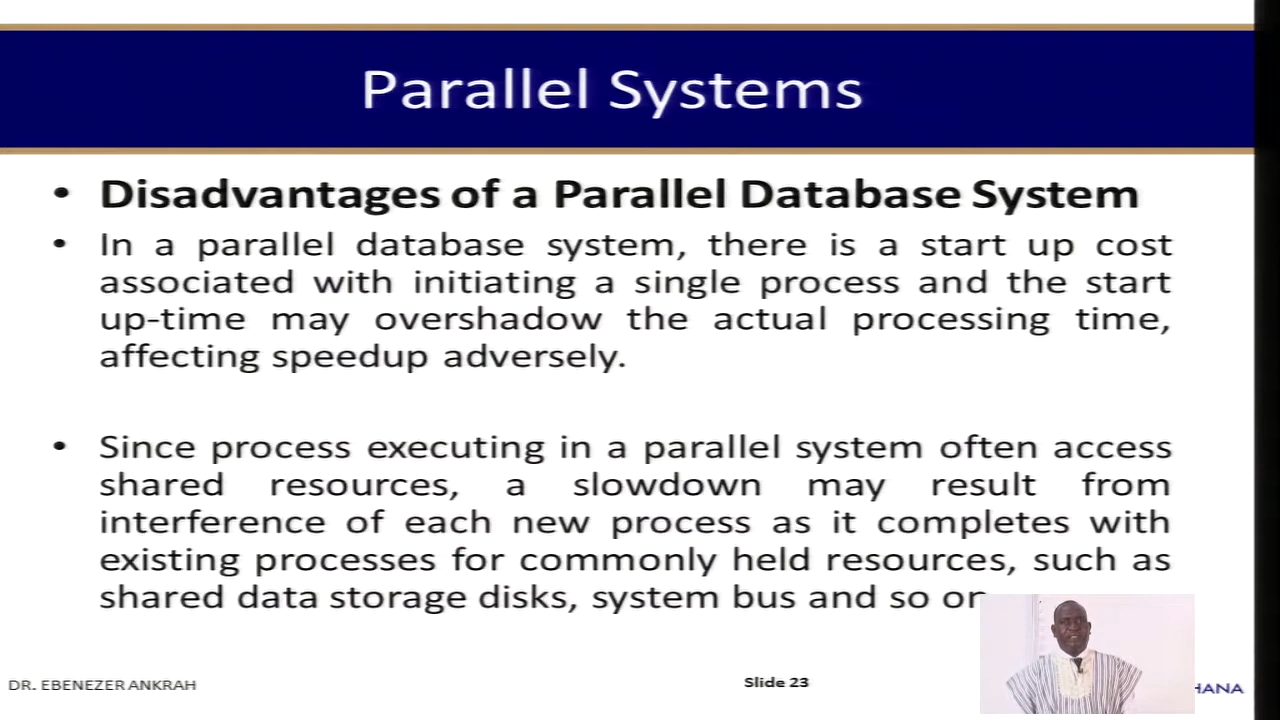 Parallel Systems
• Disadvantages of a Parallel Database System
• In a parallel database system, there is a start up cost
associated with initiating a single process and the start
up-time may overshadow the actual processing time,
affecting speedup adversely.
• Since process executing in a parallel system often access
shared resources, a slowdown may result from
interference of each new process as it completes with
existing processes for commonly held resources, such as
shared data storage disks, system bus and so on
DR. EBENEZER ANKRAH
Slide 23
HANA